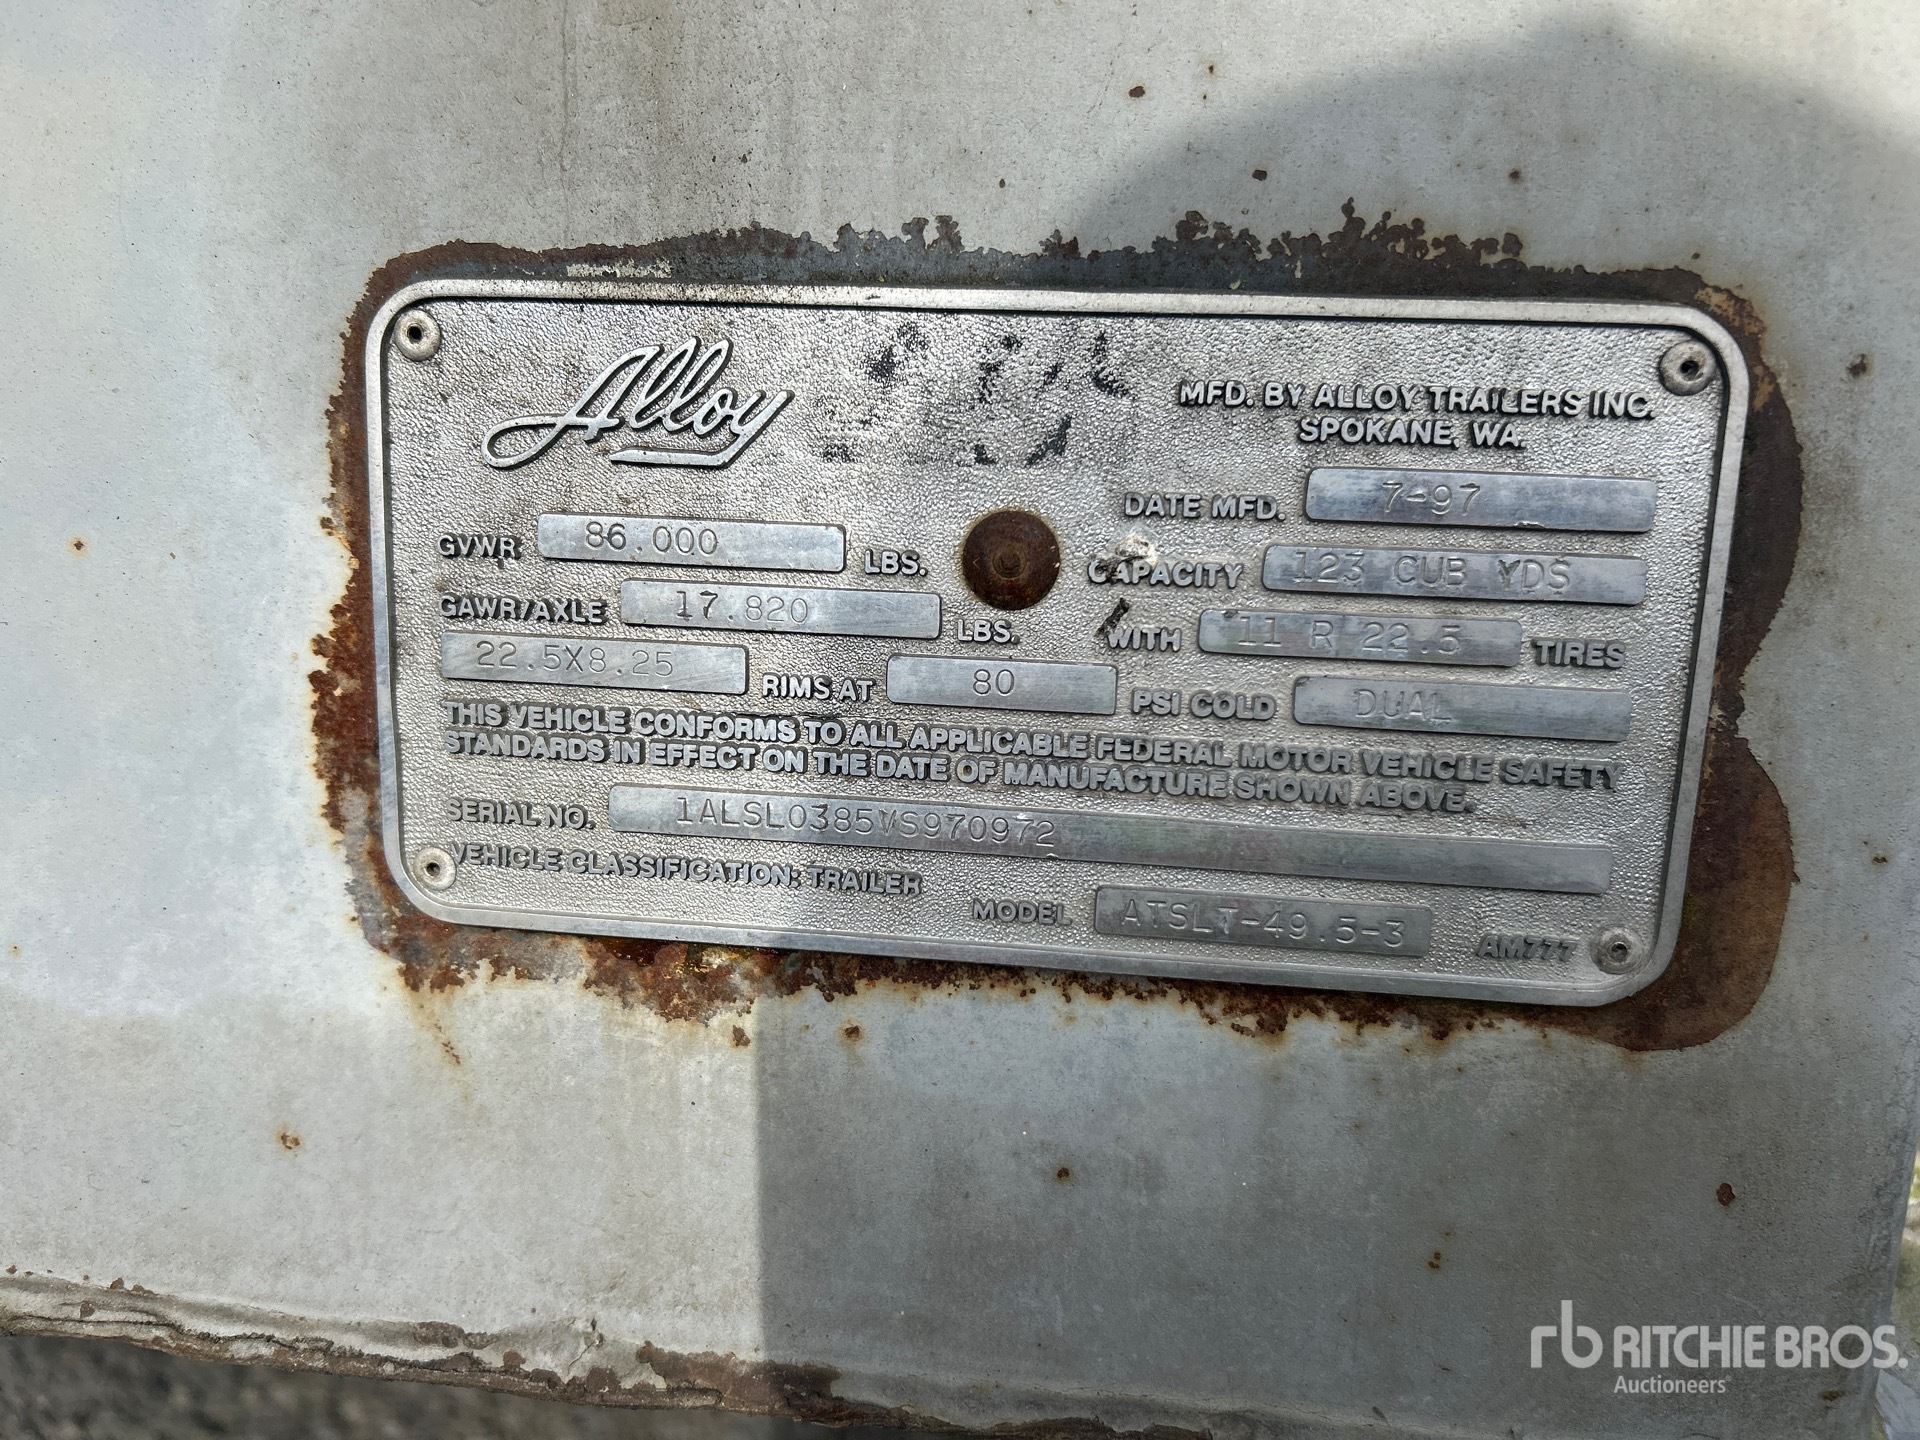 Alloy
MFD. BY ALLOY TRAILERS INC.
SPOKANE, WA.
DATE MFD. 7-97
GVWR 86.000 LBS. CAPACITY 123 CUB YDS
GAWR/AXLE 17.820 LBS. WITH 11 R 22.5 TIRES
22.5X8.25 RIMS AT 80 PSI COLD DUAL
THIS VEHICLE CONFORMS TO ALL APPLICABLE FEDERAL MOTOR VEHICLE SAFETY
STANDARDS IN EFFECT ON THE DATE OF MANUFACTURE SHOWN ABOVE.
SERIAL NO. 1ALSL0385VS970972
VEHICLE CLASSIFICATION: TRAILER
MODEL ATSLT-49.5-3 AM777
rb RITCHIE BROS.
Auctioneers